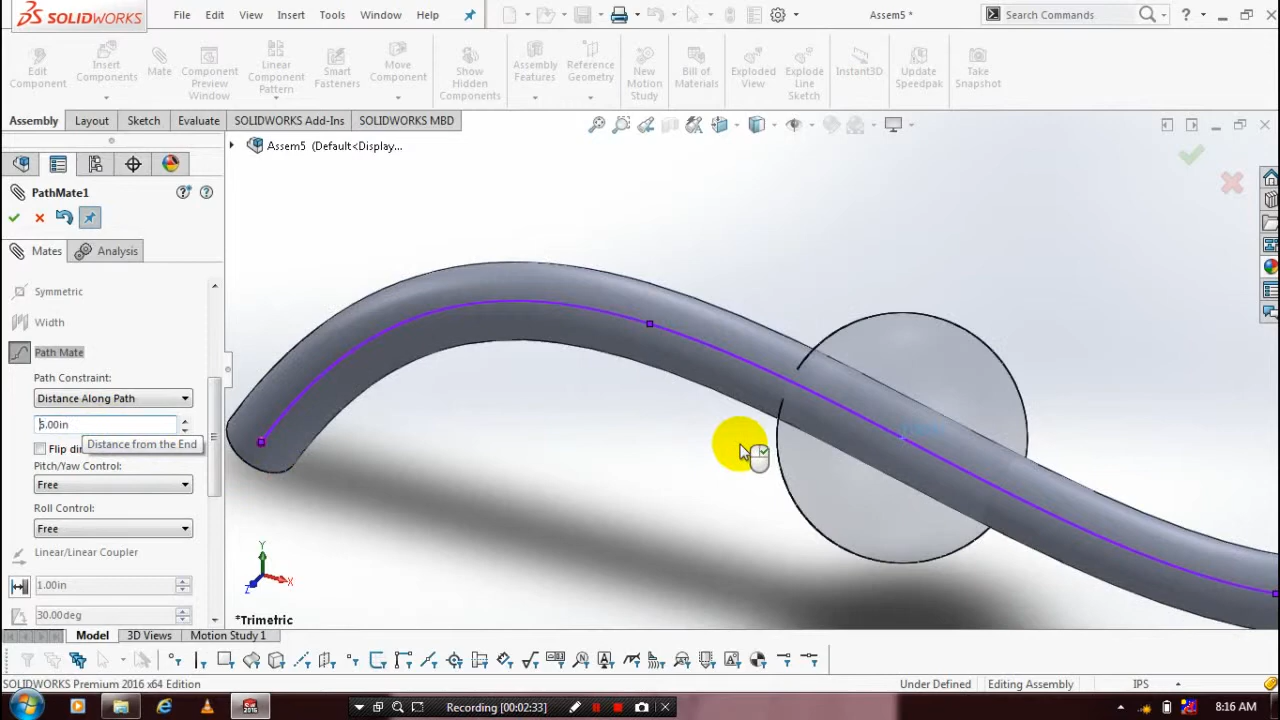 SOLIDWORKS
File
Edit
View
Insert
Tools
Window
Help
Assem5 *
Search Commands
Edit Component
Insert Components
Mate
Component Preview Window
Linear Component Pattern
Smart Fasteners
Move Component
Show Hidden Components
Assembly Features
Reference Geometry
New Motion Study
Bill of Materials
Exploded View
Explode Line Sketch
Instant3D
Update Speedpak
Take Snapshot
Assembly
Layout
Sketch
Evaluate
SOLIDWORKS Add-Ins
SOLIDWORKS MBD
Assem5 (Default<Display...
PathMate1
Mates
Analysis
Symmetric
Width
Path Mate
Path Constraint:
Distance Along Path
5.00in
Distance from the End
Flip
Pitch/Yaw Control:
Free
Roll Control:
Free
Linear/Linear Coupler
1.00in
30.00deg
Y
X
Z
*Trimetric
Model
3D Views
Motion Study 1
SOLIDWORKS Premium 2016 x64 Edition
Under Defined
Editing Assembly
IPS
2016
Recording [00:02:33]
8:16 AM